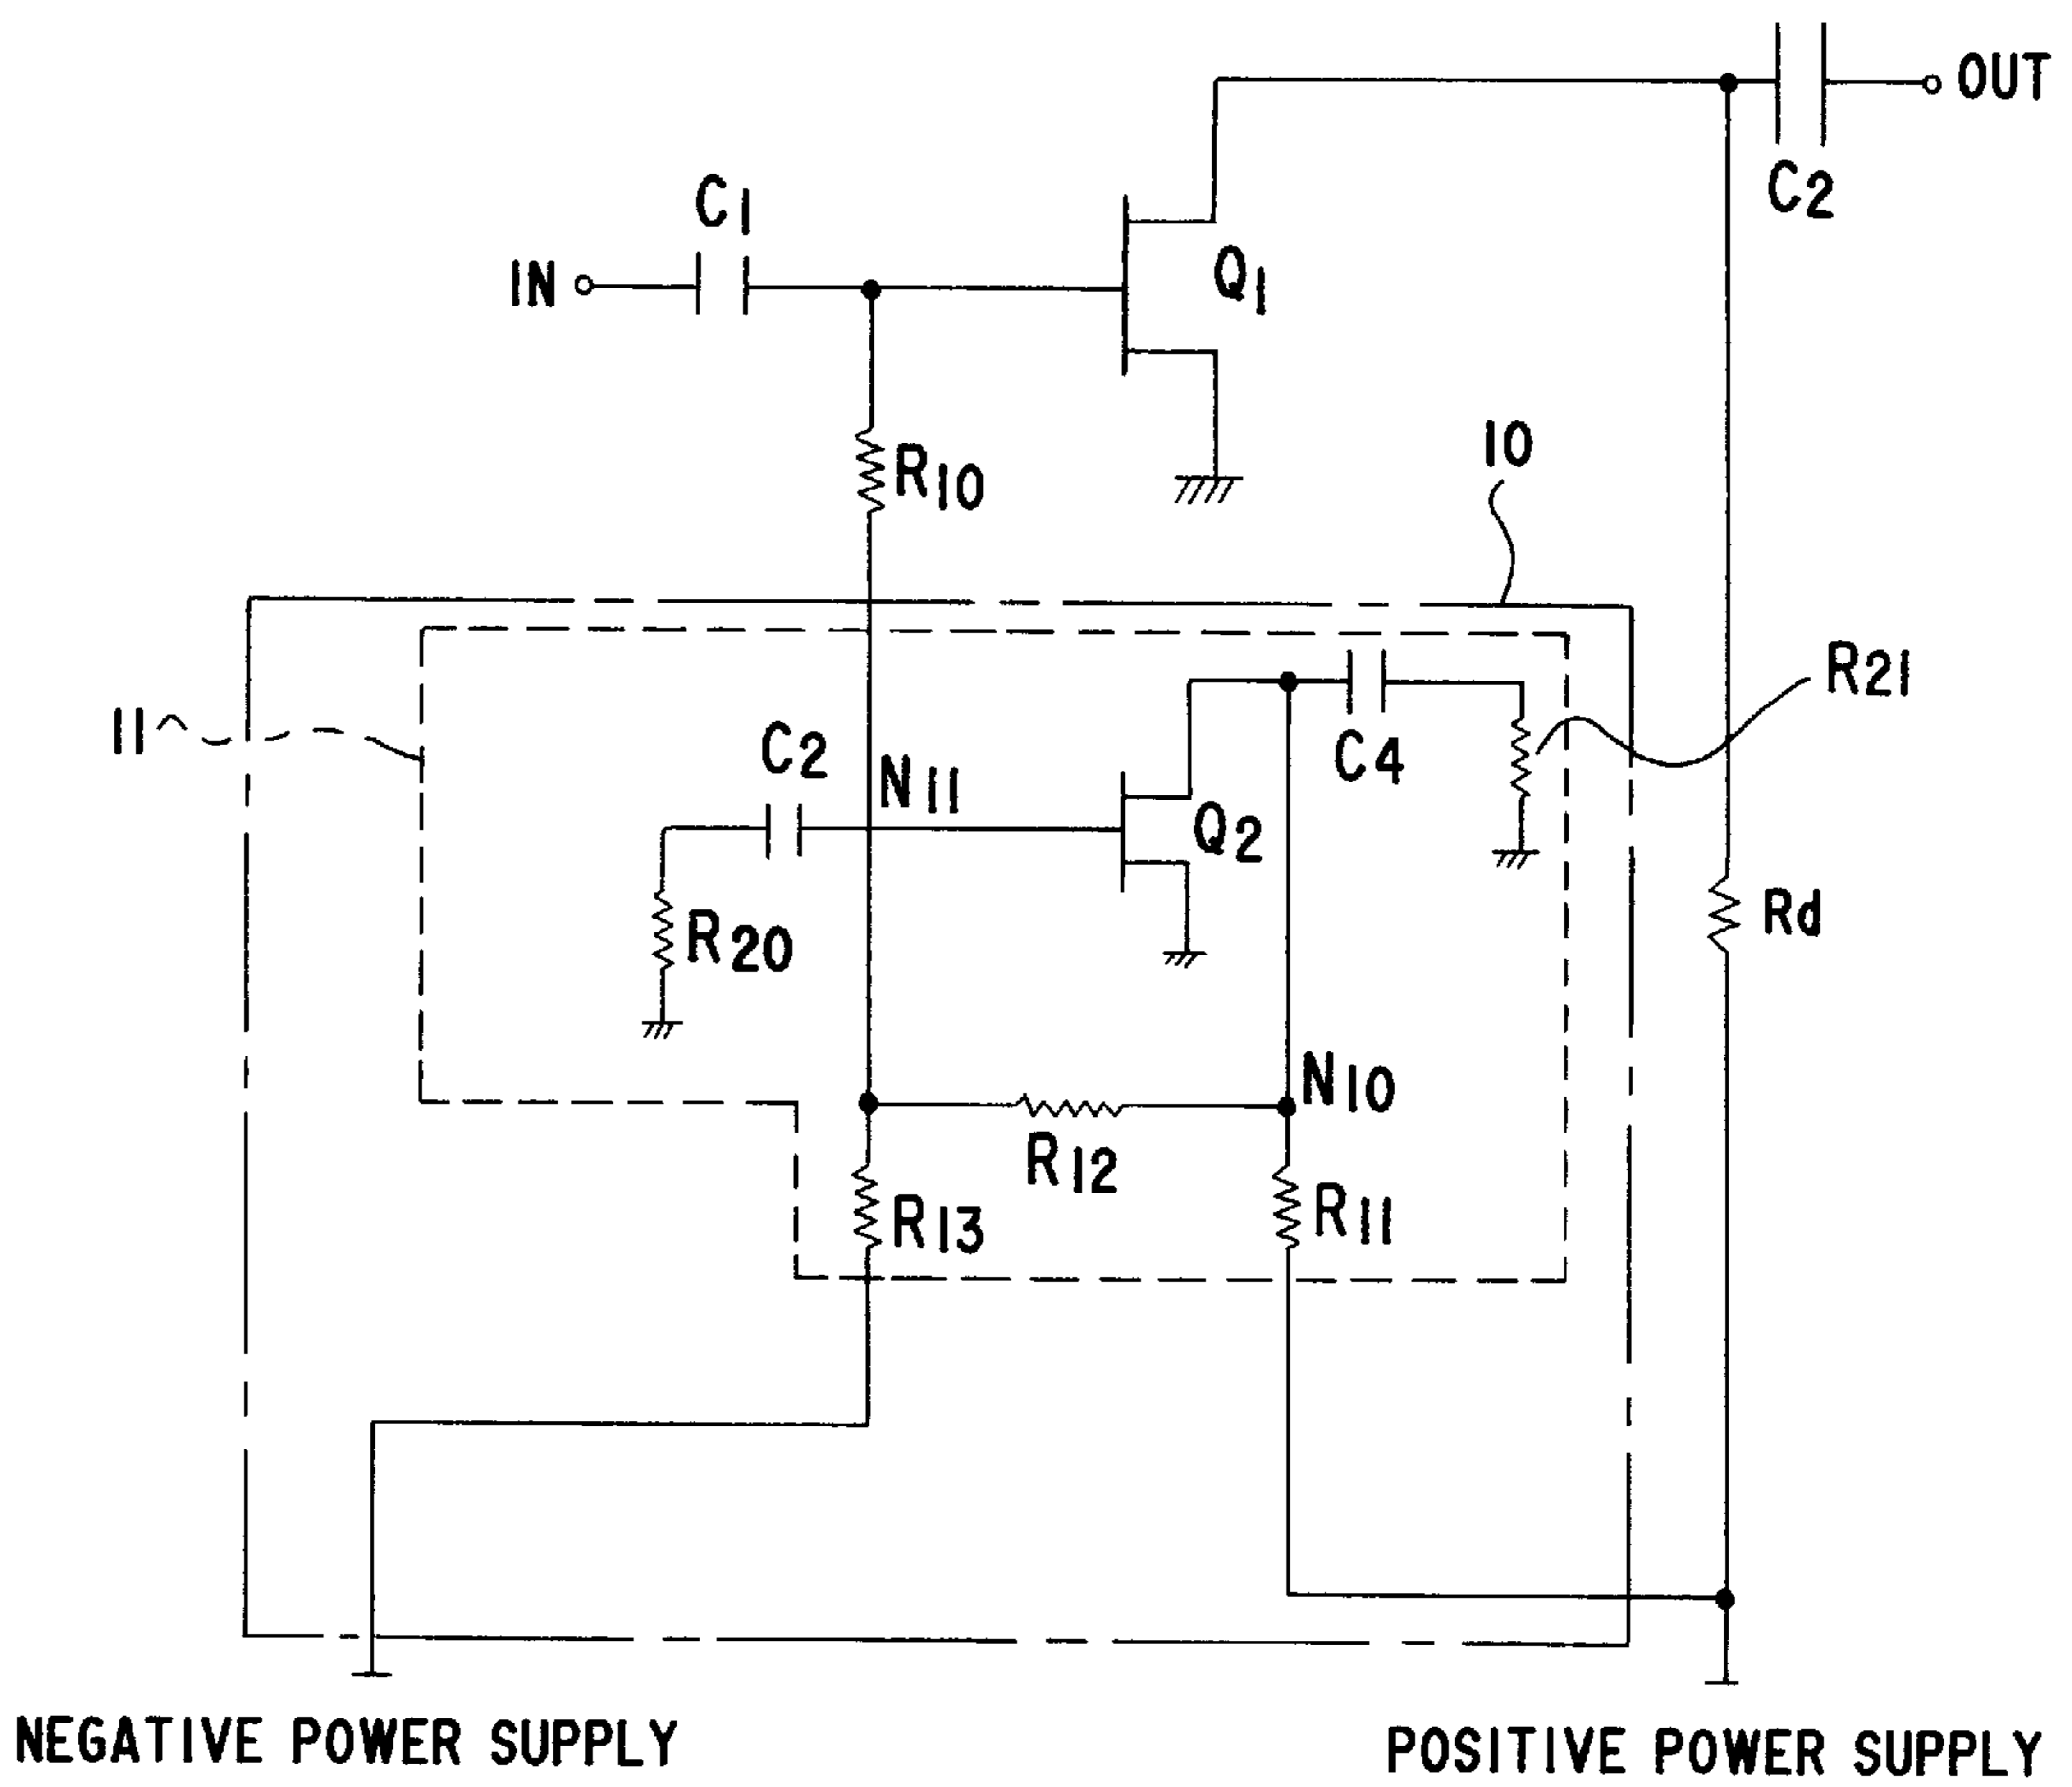 OUT
C2
C1
IN
Q1
R10
10
R21
11
C2
N11
C4
Q2
R20
Rd
N10
R12
R13
R11
NEGATIVE POWER SUPPLY
POSITIVE POWER SUPPLY